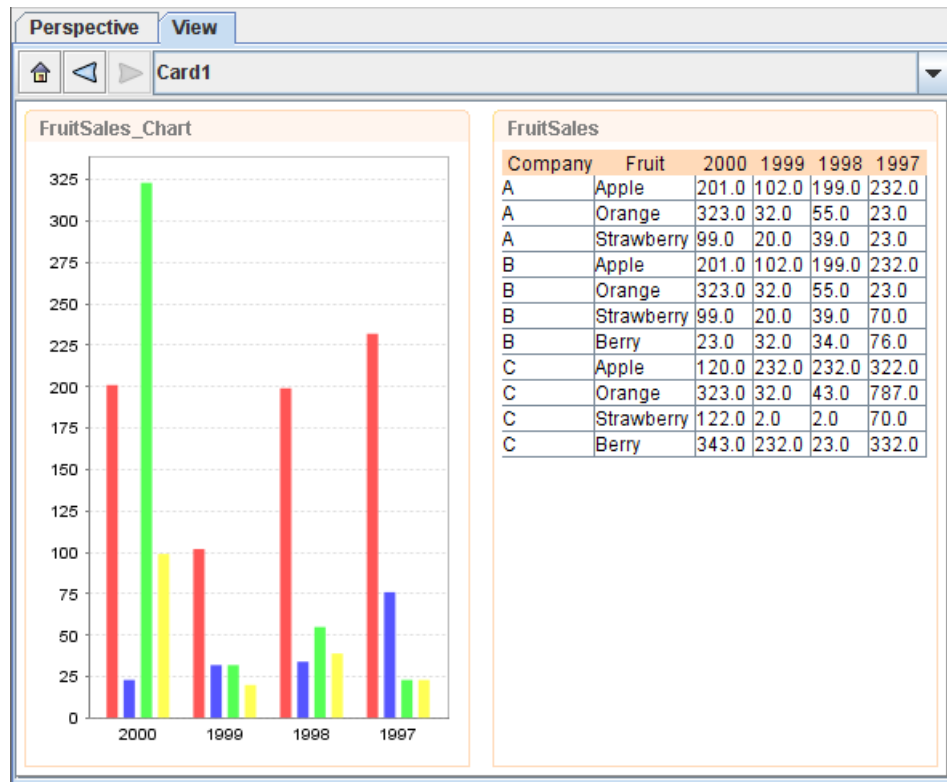 Perspective View
Card1
FruitSales_Chart
325
300
275
250
225
200
175
150
125
100
75
50
25
0
2000 1999 1998 1997
FruitSales
Company Fruit 2000 1999 1998 1997
A Apple 201.0 102.0 199.0 232.0
A Orange 323.0 32.0 55.0 23.0
A Strawberry 99.0 20.0 39.0 23.0
B Apple 201.0 102.0 199.0 232.0
B Orange 323.0 32.0 55.0 23.0
B Strawberry 99.0 20.0 39.0 70.0
B Berry 23.0 32.0 34.0 76.0
C Apple 120.0 232.0 232.0 322.0
C Orange 323.0 32.0 43.0 787.0
C Strawberry 122.0 2.0 2.0 70.0
C Berry 343.0 232.0 23.0 332.0